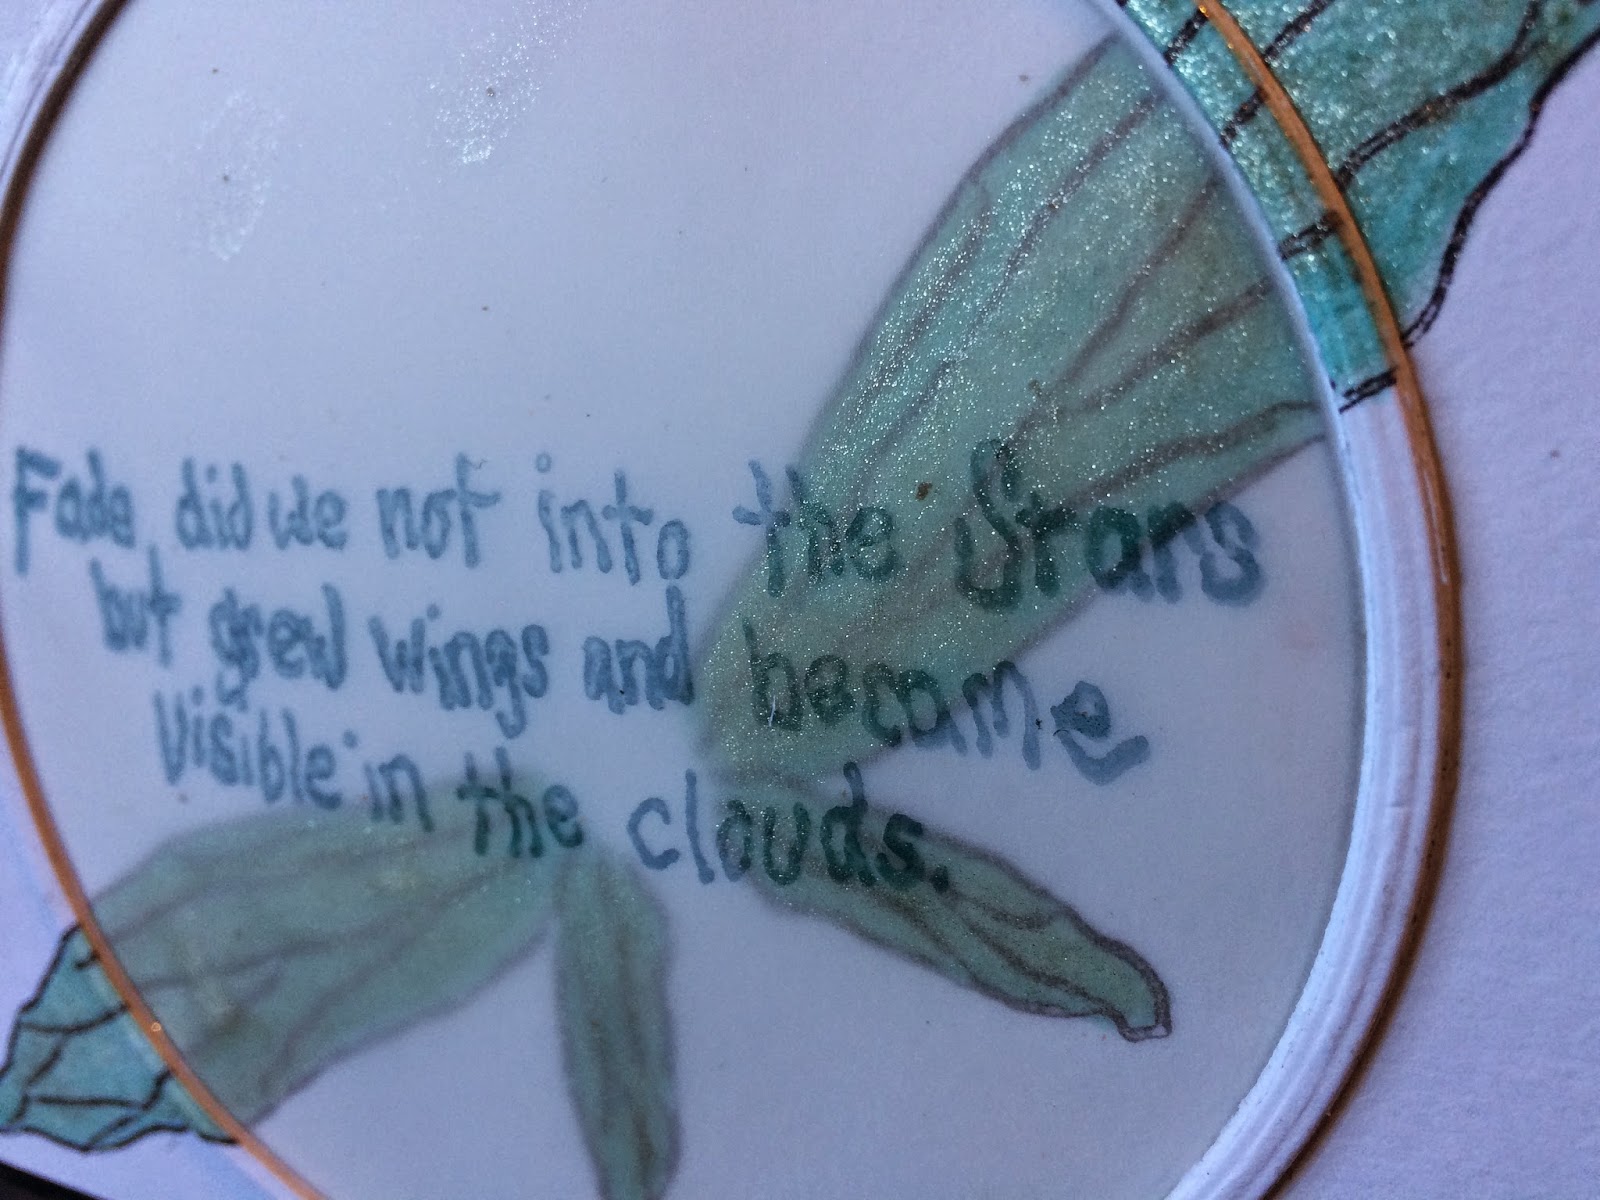 Fade, did we not into the Stars
but grew wings and became
Visible in the clouds.